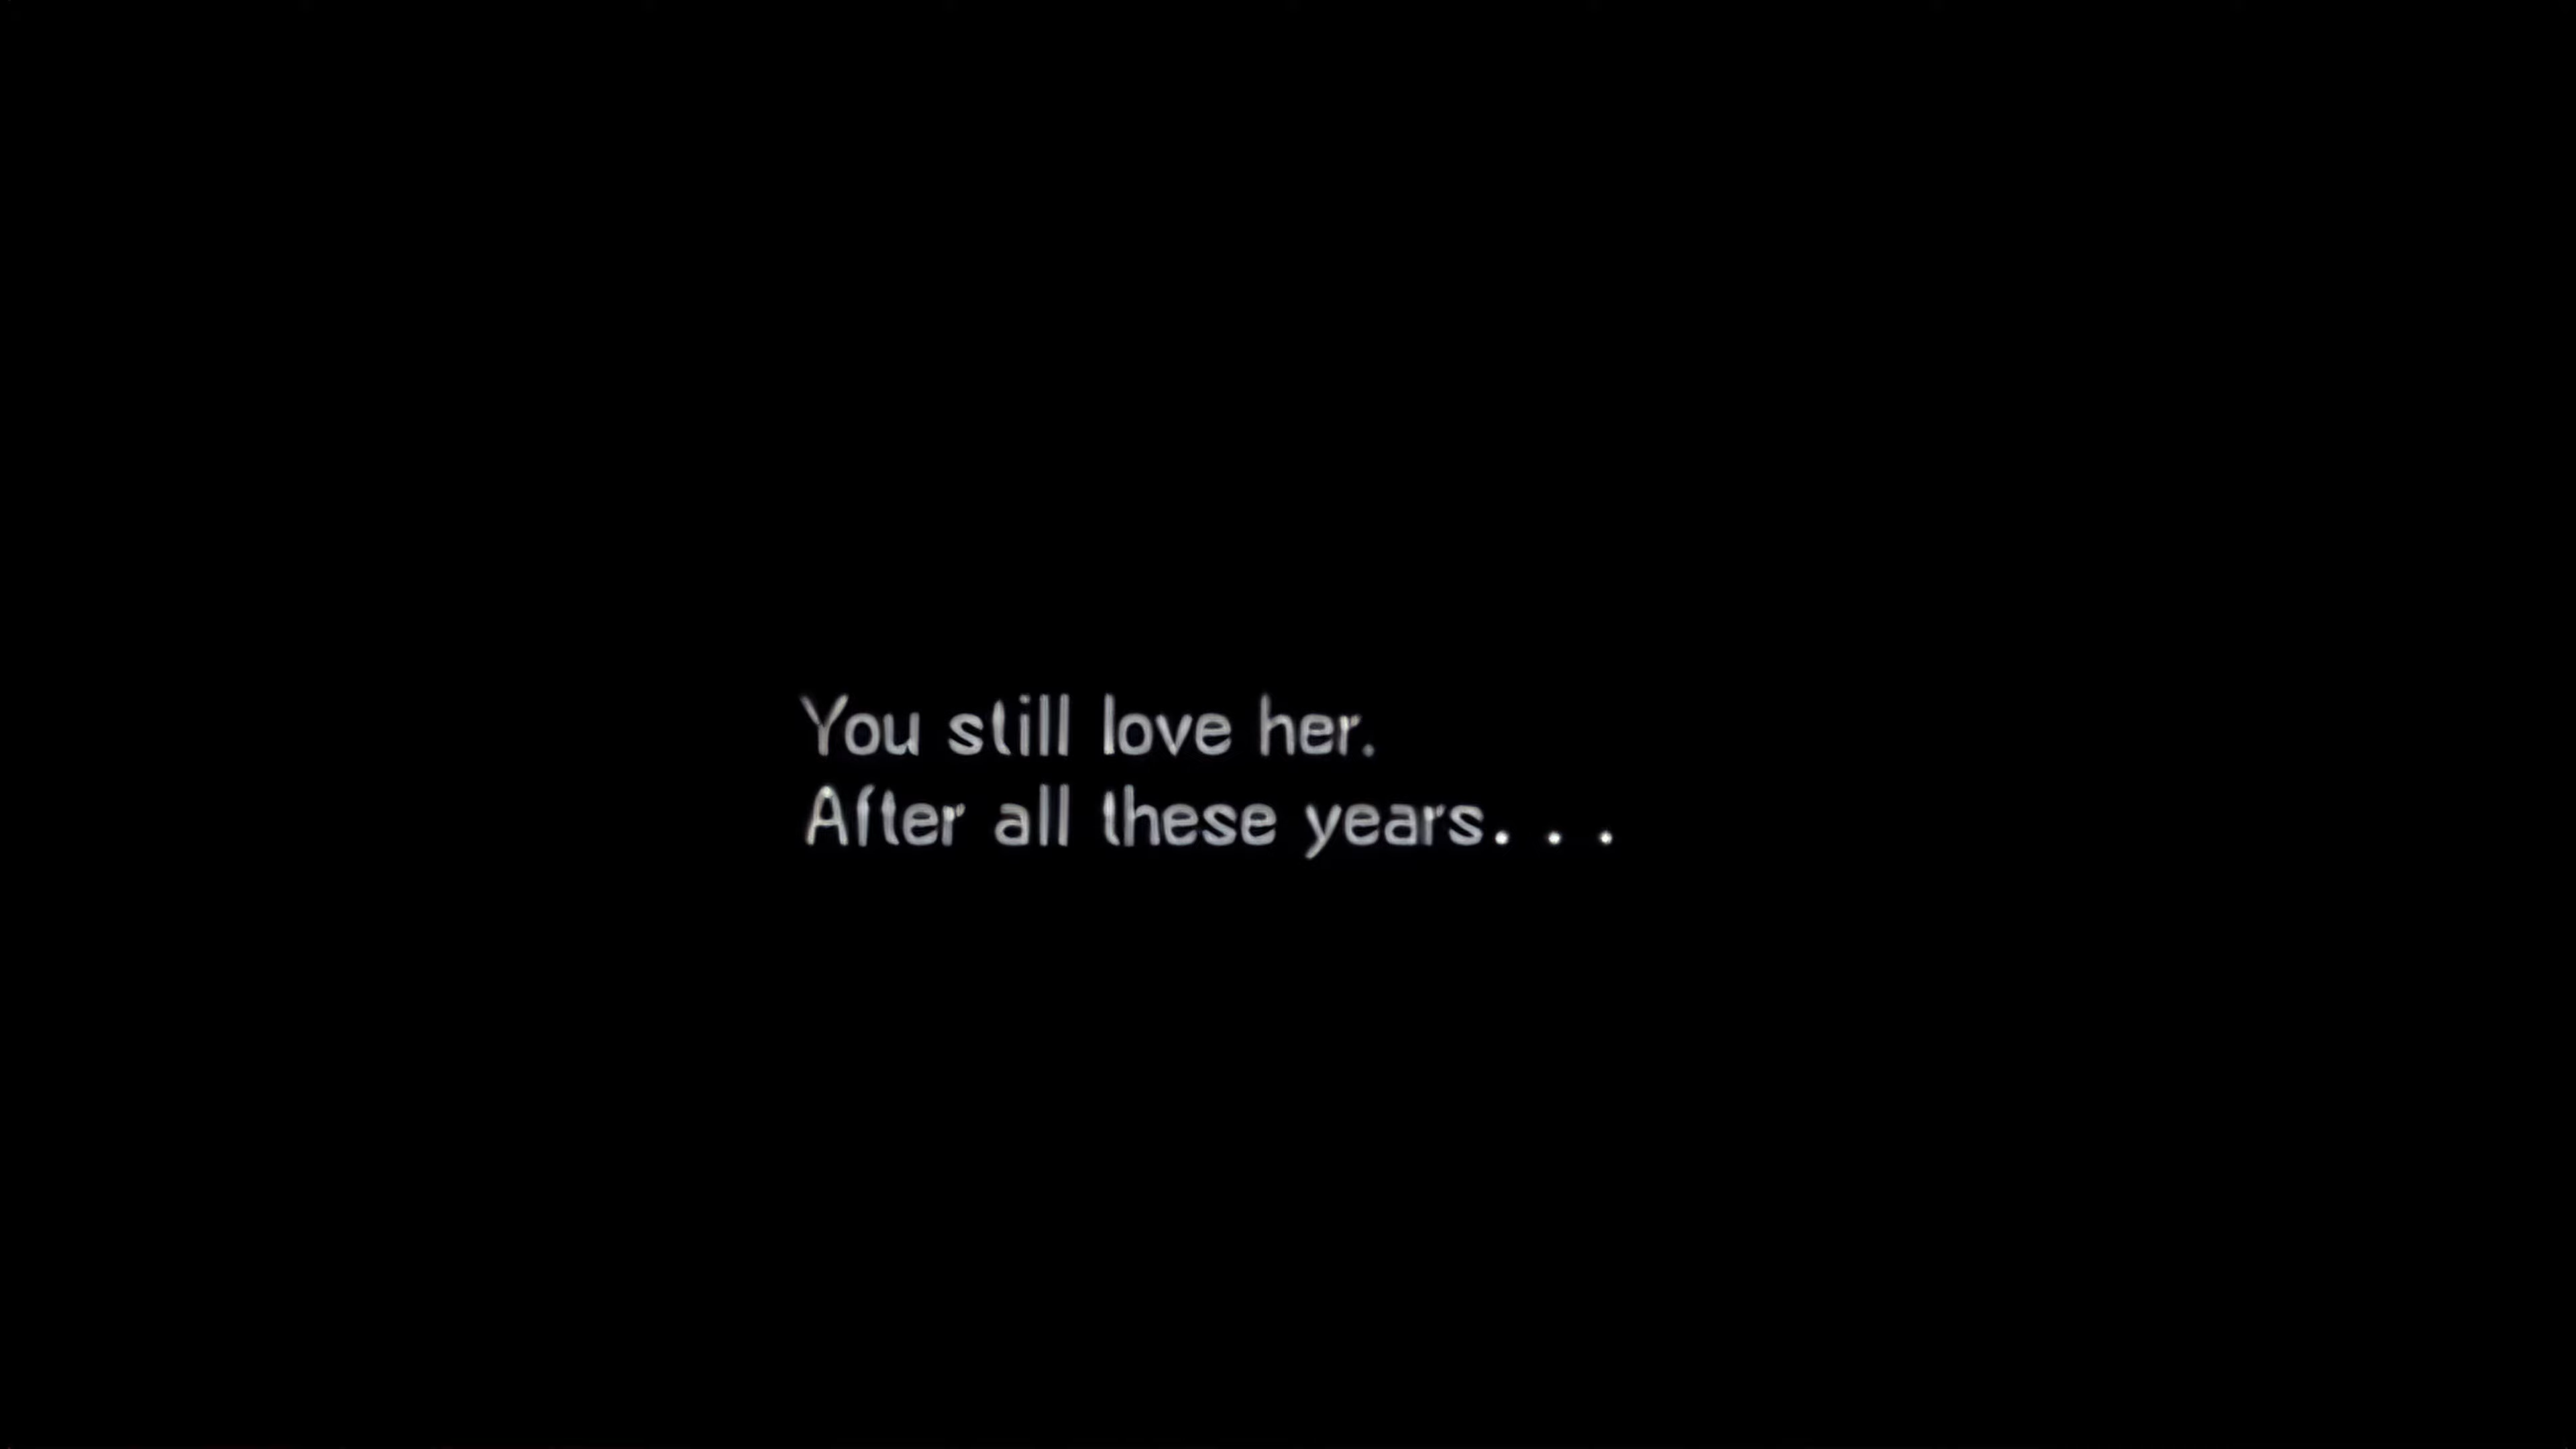 You still love her.
After all these years. . .